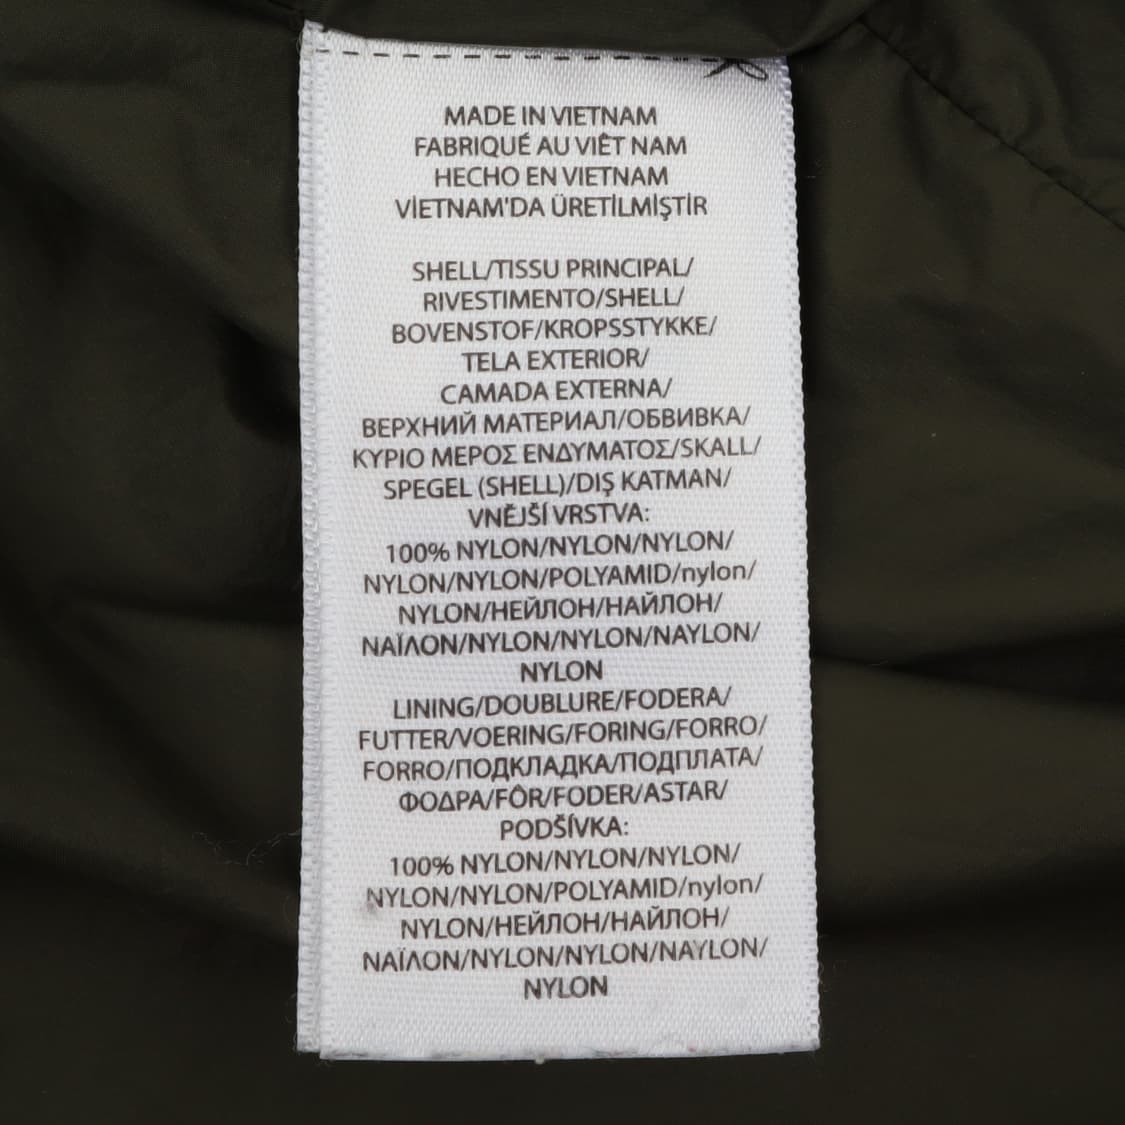 MADE IN VIETNAM
FABRIQUÉ AU VIÊT NAM
HECHO EN VIETNAM
VİETNAM'DA ÜRETİLMİŞTİR
SHELL/TISSU PRINCIPAL/
RIVESTIMENTO/SHELL/
BOVENSTOF/KROPSSTYKKE/
TELA EXTERIOR/
CAMADA EXTERNA/
ВЕРХНИЙ МАТЕРИАЛ/ОБВИВКА/
ΚΥΡΙΟ ΜΕΡΟΣ ΕΝΔΥΜΑΤΟΣ/SKALL/
SPEGEL (SHELL)/DIŞ KATMAN/
VNĚJŠÍ VRSTVA:
100% NYLON/NYLON/NYLON/
NYLON/NYLON/POLYAMID/nylon/
NYLON/НЕЙЛОН/НАЙЛОН/
ΝΑΪΛΟΝ/NYLON/NYLON/NAYLON/
NYLON
LINING/DOUBLURE/FODERA/
FUTTER/VOERING/FORING/FORRO/
FORRO/ПОДКЛАДКА/ПОДПЛАТА/
ΦΟΔΡΑ/FÔR/FODER/ASTAR/
PODŠÍVKA:
100% NYLON/NYLON/NYLON/
NYLON/NYLON/POLYAMID/nylon/
NYLON/НЕЙЛОН/НАЙЛОН/
ΝΑΪΛΟΝ/NYLON/NYLON/NAYLON/
NYLON